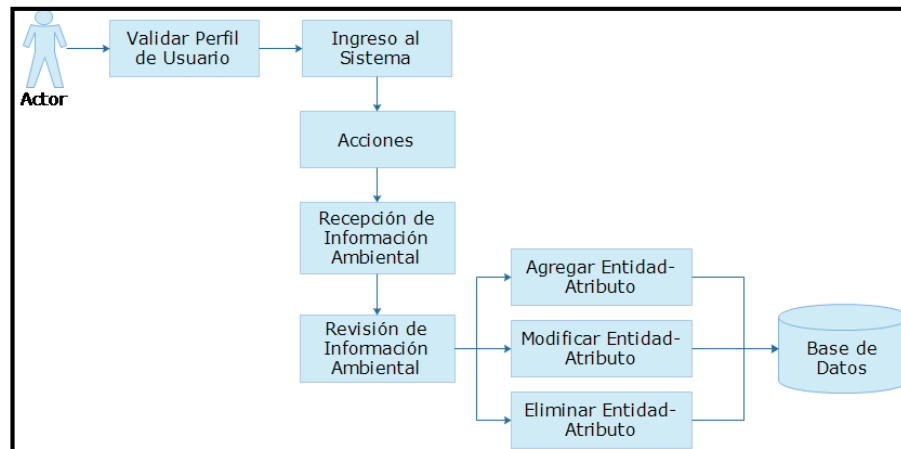 Actor
Validar Perfil
de Usuario
Ingreso al
Sistema
Acciones
Recepción de
Información
Ambiental
Revisión de
Información
Ambiental
Agregar Entidad-
Atributo
Modificar Entidad-
Atributo
Eliminar Entidad-
Atributo
Base de
Datos